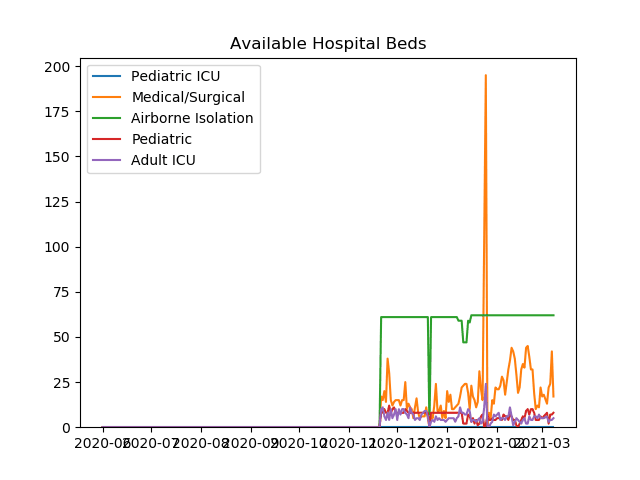 Available Hospital Beds
200
175
150
125
100
75
50
25
0
Pediatric ICU
Medical/Surgical
Airborne Isolation
Pediatric
Adult ICU
2020-06 2020-07 2020-08 2020-09 2020-10 2020-11 2020-12 2021-01 2021-02 2021-03